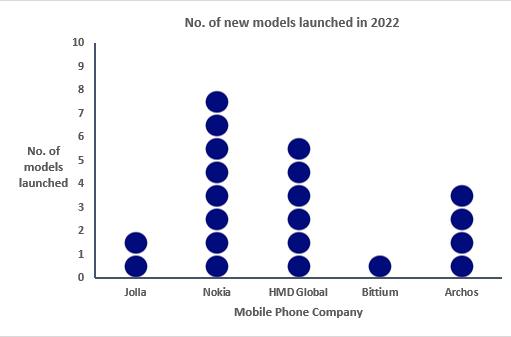 No. of new models launched in 2022
10
9
8
7
6
5
4
3
2
1
0
No. of
models
launched
Jolla
Nokia
HMD Global
Bittium
Archos
Mobile Phone Company